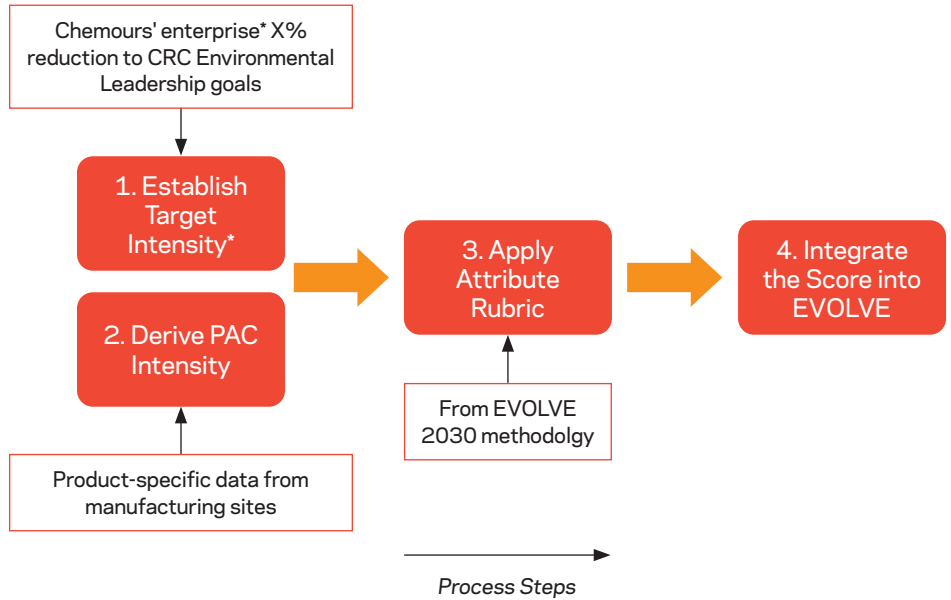 Chemours' enterprise* X%
reduction to CRC Environmental
Leadership goals
1. Establish
Target
Intensity*
2. Derive PAC
Intensity
Product-specific data from
manufacturing sites
3. Apply
Attribute
Rubric
From EVOLVE
2030 methodolgy
4. Integrate
the Score into
EVOLVE
Process Steps